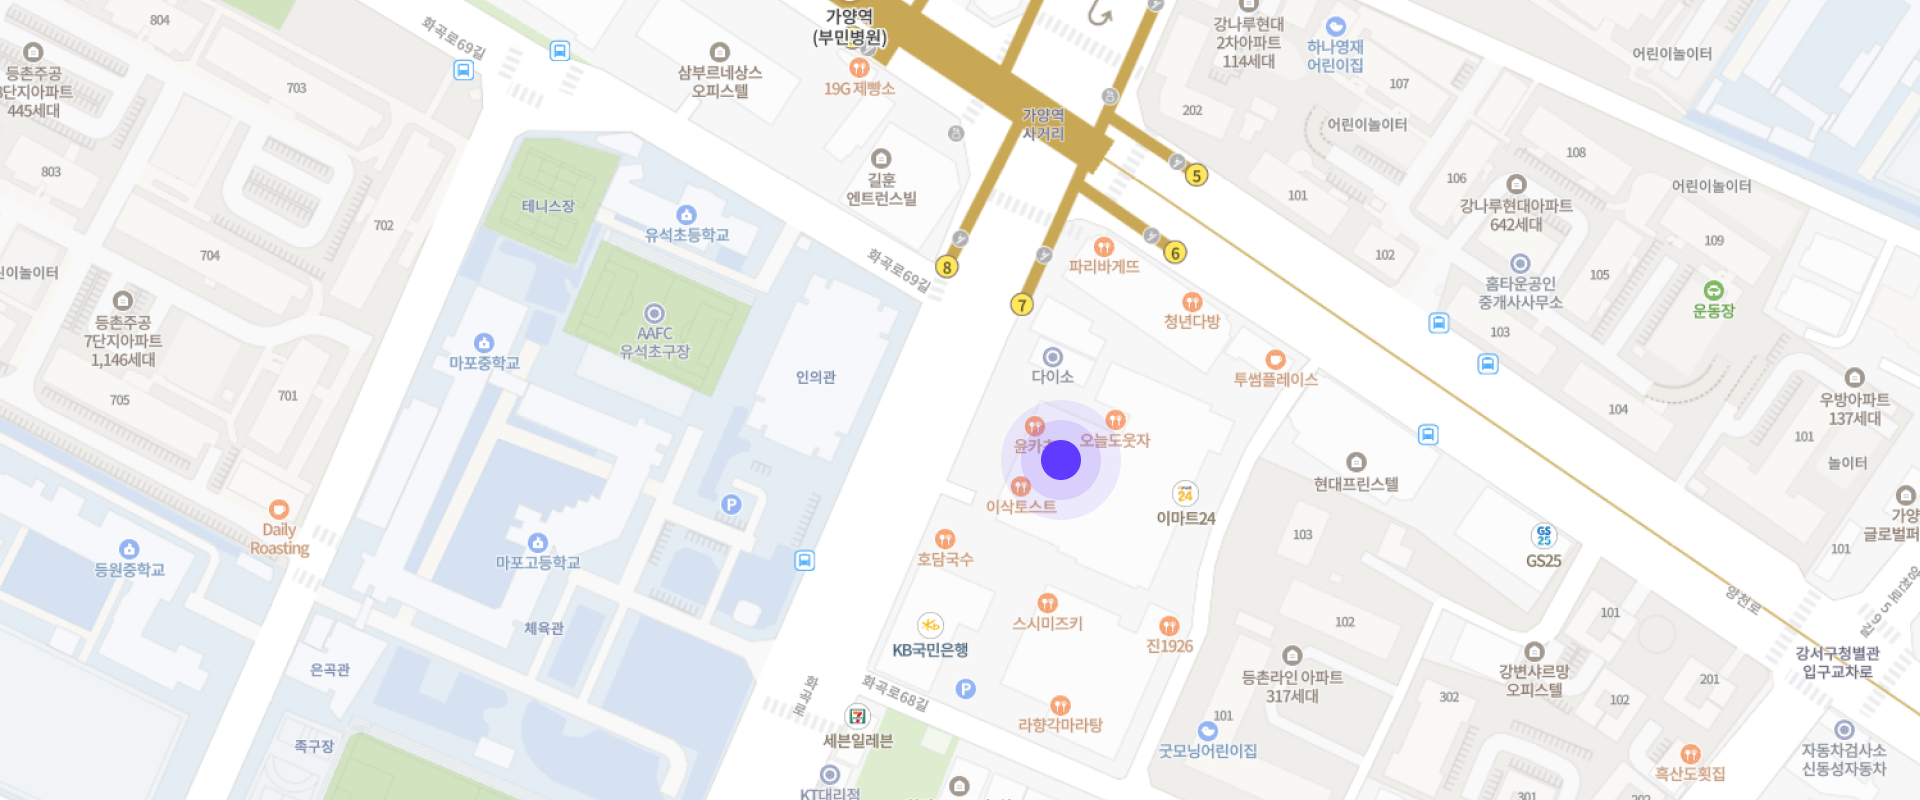 804
화곡로69길
가양역
(부민병원)
강나루현대
2차아파트
114세대
하나영재
어린이집
어린이놀이터
등촌주공
3단지아파트
445세대
703
삼부르네상스
오피스텔
19G 제빵소
107
202
가양역
사거리
어린이놀이터
108
803
길훈
엔트런스빌
5
101
106
어린이놀이터
강나루현대아파트
642세대
702
테니스장
유석초등학교
704
화곡로69길
8
7
6
파리바게뜨
102
109
105
홈타운공인
중개사사무소
운동장
등촌주공
7단지아파트
1,146세대
AAFC
유석초구장
청년다방
103
마포중학교
인의관
다이소
투썸플레이스
705
701
104
우방아파트
137세대
101
오늘도웃자
놀이터
현대프린스텔
이삭토스트
24
이마트24
Daily
Roasting
P
103
GS
25
GS25
101
등원중학교
마포고등학교
호담국수
양천로
스시미즈키
102
101
체육관
KB국민은행
진1926
은곡관
등촌라인 아파트
317세대
강변샤르망
오피스텔
강서구청별관
입구교차로
201
302
102
화곡로
화곡로68길
P
라향각마라탕
101
족구장
7
세븐일레븐
굿모닝어린이집
자동차검사소
신동성자동차
흑산도횟집
KT대리점
301